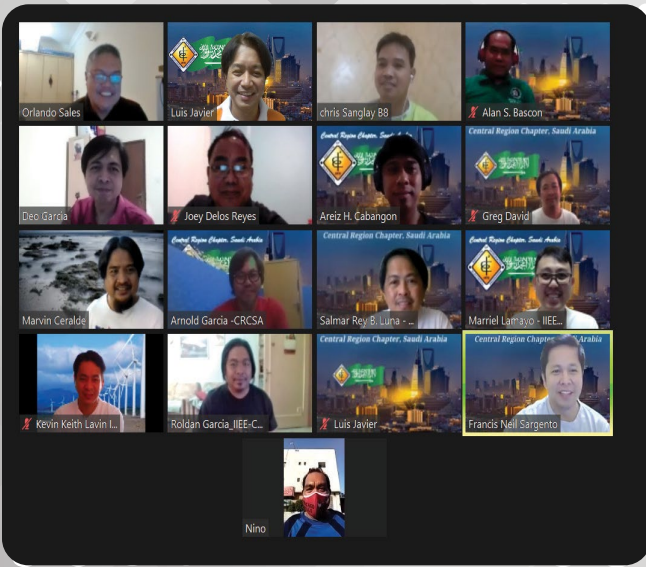 Orlando Sales
Luis Javier
chris Sanglay B8
Alan S. Bascon
Deo Garcia
Joey Delos Reyes
Central Region Chapter, Saudi Arabia
Areiz H. Cabangon
Central Region Chapter, Saudi Arabia
Greg David
Marvin Ceralde
Central Region Chapter, Saudi Arabia
Arnold Garcia -CRCSA
Central Region Chapter, Saudi Arabia
Salmar Rey B. Luna - ...
Central Region Chapter, Saudi Arabia
Marriel Lamayo - IIEE...
Kevin Keith Lavin I...
Roldan Garcia_IIEE-C...
Central Region Chapter, Saudi Arabia
Luis Javier
Central Region Chapter, Saudi Arabia
Francis Neil Sargento
Nino